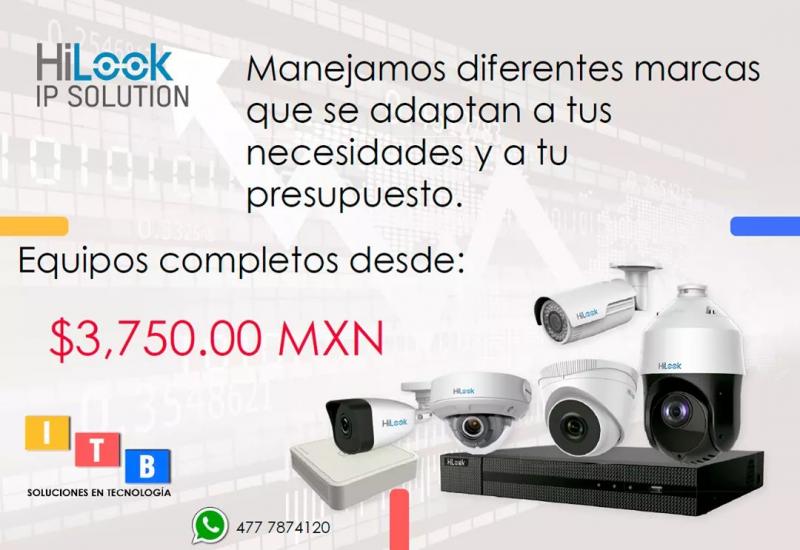 HiLook
IP SOLUTION
Manejamos diferentes marcas
que se adaptan a tus
necesidades y a tu
presupuesto.
Equipos completos desde:
$3,750.00 MXN
HiLook
HiLook
HiLook
HiLook
HiLook
I T B
SOLUCIONES EN TECNOLOGÍA
477 7874120